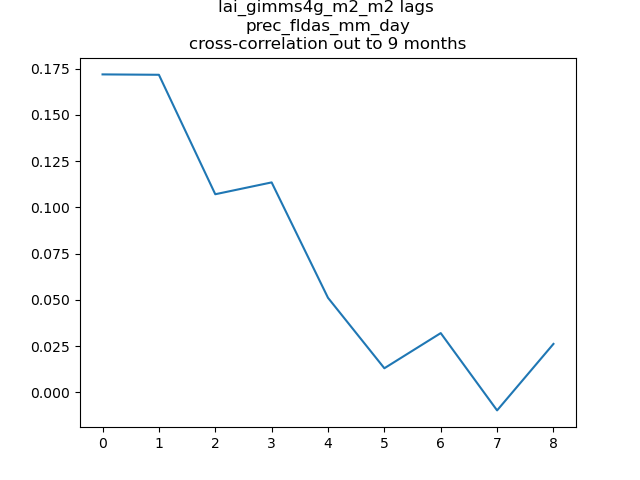 lai_gimms4g_m2_m2 lags
prec_fldas_mm_day
cross-correlation out to 9 months
0.175
0.150
0.125
0.100
0.075
0.050
0.025
0.000
0 1 2 3 4 5 6 7 8